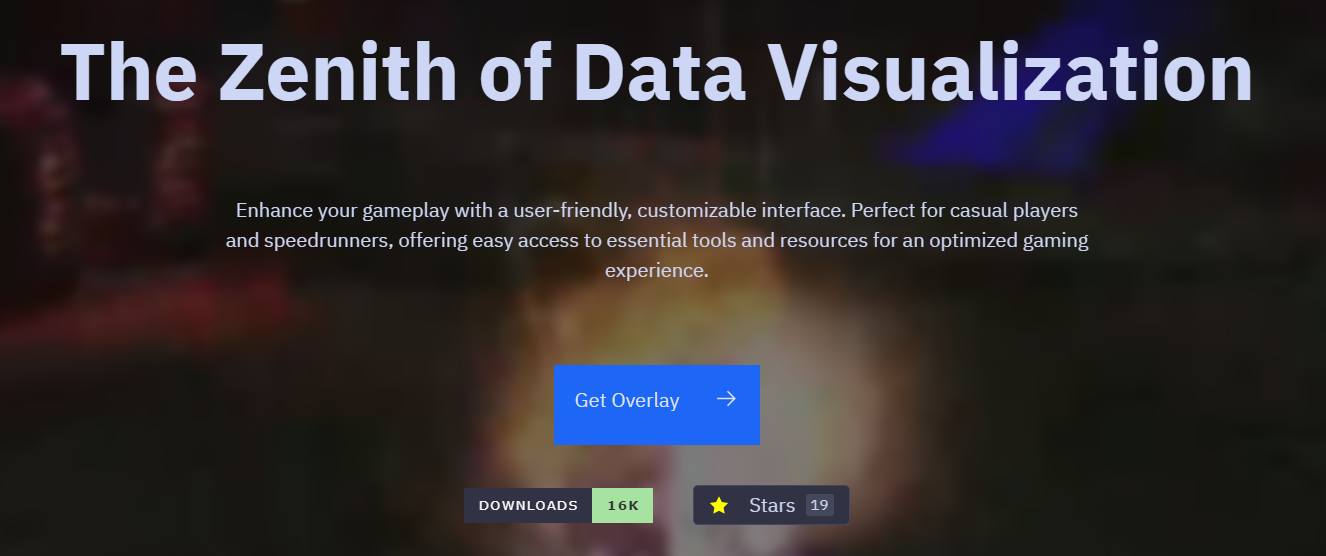 The Zenith of Data Visualization
Enhance your gameplay with a user-friendly, customizable interface. Perfect for casual players
and speedrunners, offering easy access to essential tools and resources for an optimized gaming
experience.
Get Overlay
DOWNLOADS 16K Stars 19